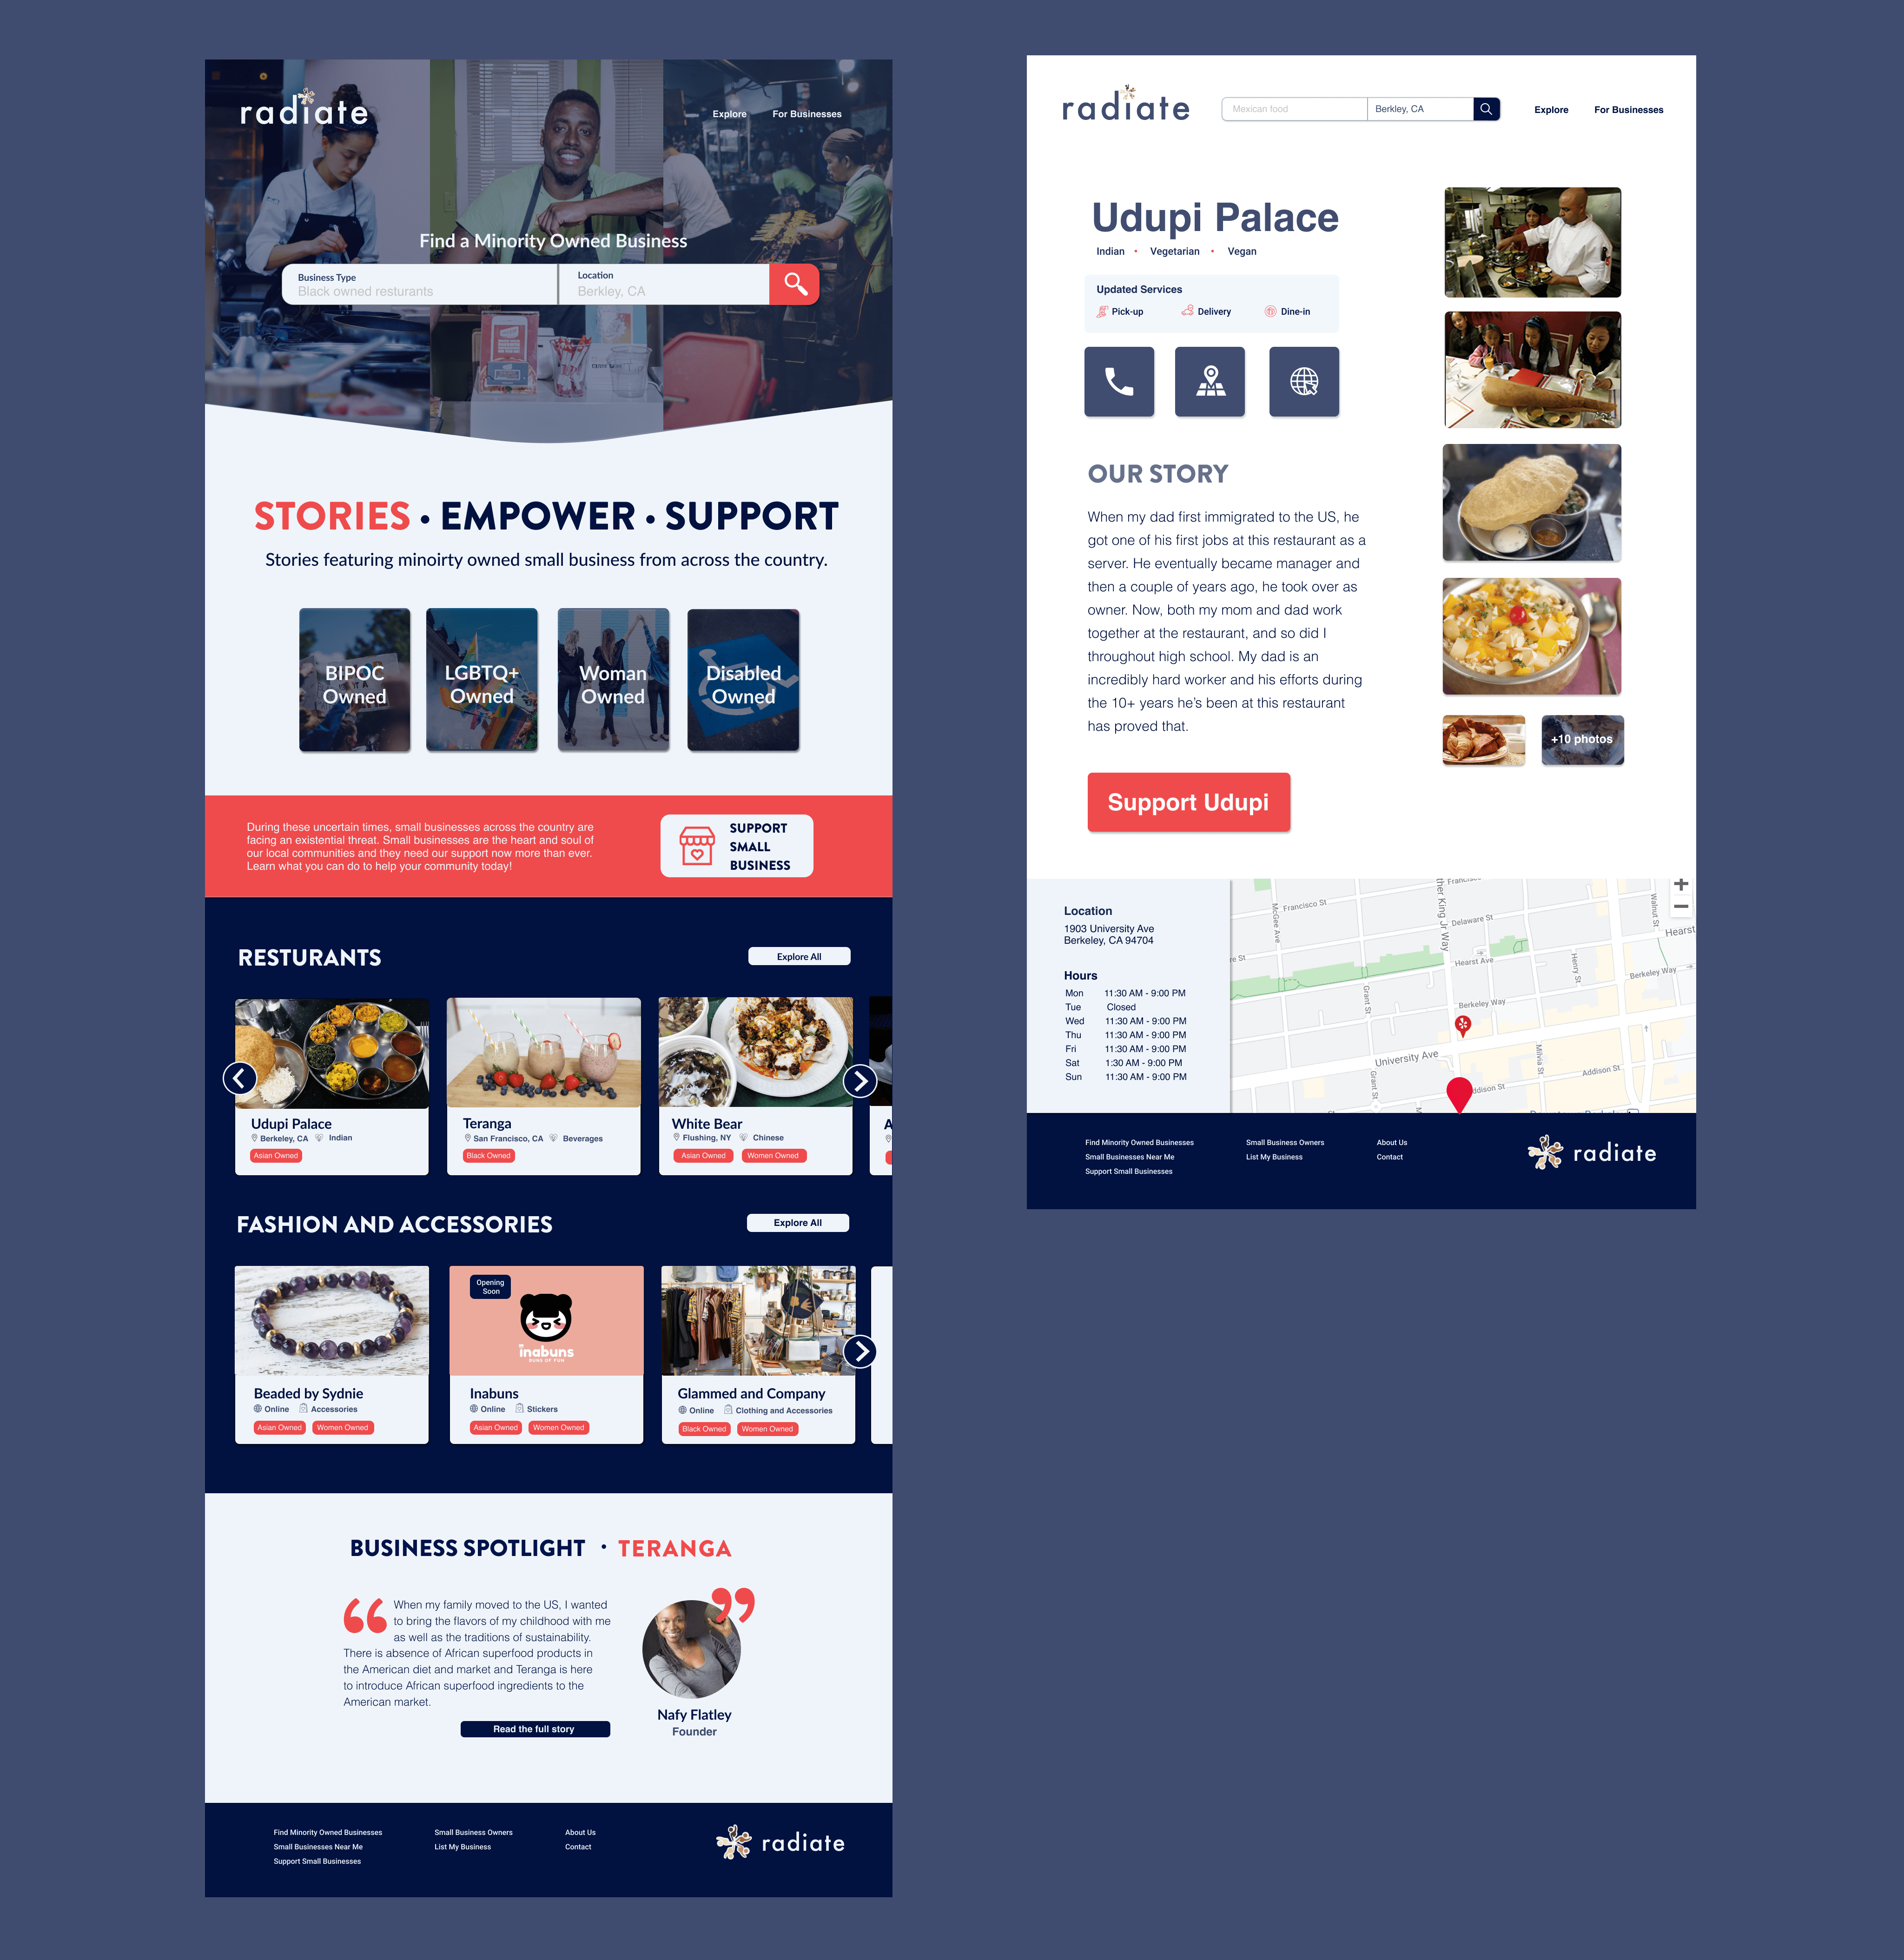 radiate
Explore
For Businesses
Find a Minority Owned Business
Business Type
Black owned resturants
Location
Berkley, CA
STORIES • EMPOWER • SUPPORT
Stories featuring minoirty owned small business from across the country.
BIPOC
Owned
LGBTQ+
Owned
Woman
Owned
Disabled
Owned
During these uncertain times, small businesses across the country are
facing an existential threat. Small businesses are the heart and soul of
our local communities and they need our support now more than ever.
Learn what you can do to help your community today!
SUPPORT
SMALL
BUSINESS
RESTURANTS
Explore All
Udupi Palace
Berkeley, CA Indian
Asian Owned
Teranga
San Francisco, CA Beverages
Black Owned
White Bear
Flushing, NY Chinese
Asian Owned Women Owned
A
FASHION AND ACCESSORIES
Explore All
Beaded by Sydnie
Online Accessories
Asian Owned Women Owned
Opening
Soon
inabuns
BUNS OF FUN
Inabuns
Online Stickers
Asian Owned Women Owned
Glammed and Company
Online Clothing and Accessories
Black Owned Women Owned
BUSINESS SPOTLIGHT • TERANGA
“ When my family moved to the US, I wanted
to bring the flavors of my childhood with me
as well as the traditions of sustainability.
There is absence of African superfood products in
the American diet and market and Teranga is here
to introduce African superfood ingredients to the
American market.
”
Read the full story
Nafy Flatley
Founder
Find Minority Owned Businesses
Small Businesses Near Me
Support Small Businesses
Small Business Owners
List My Business
About Us
Contact
radiate
radiate
Mexican food
Berkley, CA
Explore
For Businesses
Udupi Palace
Indian • Vegetarian • Vegan
Updated Services
Pick-up Delivery Dine-in
OUR STORY
When my dad first immigrated to the US, he
got one of his first jobs at this restaurant as a
server. He eventually became manager and
then a couple of years ago, he took over as
owner. Now, both my mom and dad work
together at the restaurant, and so did I
throughout high school. My dad is an
incredibly hard worker and his efforts during
the 10+ years he’s been at this restaurant
has proved that.
+10 photos
Support Udupi
Location
1903 University Ave
Berkeley, CA 94704
Hours
Mon 11:30 AM - 9:00 PM
Tue Closed
Wed 11:30 AM - 9:00 PM
Thu 11:30 AM - 9:00 PM
Fri 11:30 AM - 9:00 PM
Sat 1:30 AM - 9:00 PM
Sun 11:30 AM - 9:00 PM
Francisco St
McGee Ave
ther King Jr Way
Delaware St
Walnut St
Hearst
re St
Hearst Ave
Henry St
Berkeley Way
Grant St
Berkeley Way
University Ave
Milvia St
Addison St
Grant St
ddison St
Find Minority Owned Businesses
Small Businesses Near Me
Support Small Businesses
Small Business Owners
List My Business
About Us
Contact
radiate